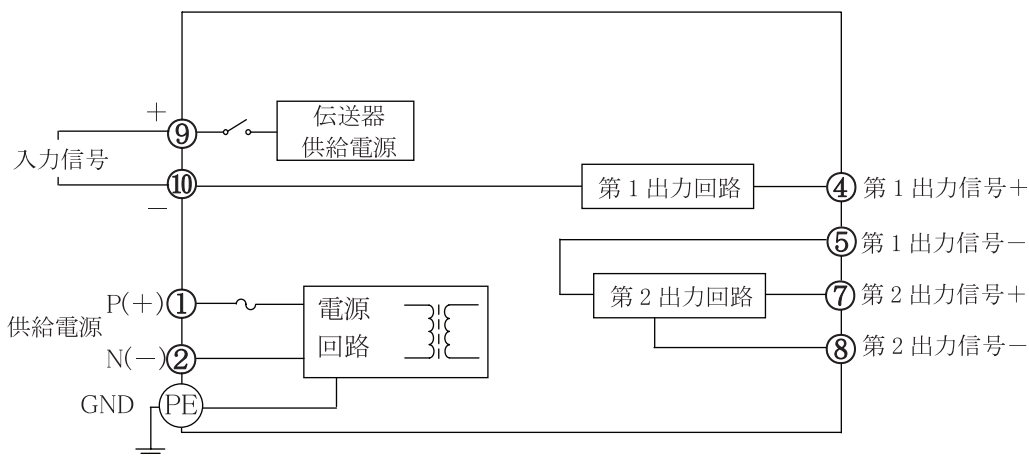 +
⑨
伝送器
供給電源
入力信号
⑩
−
第1出力回路
④ 第1出力信号+
⑤ 第1出力信号−
P(+) ①
電源
回路
第2出力回路
⑦ 第2出力信号+
供給電源
N(−) ②
⑧ 第2出力信号−
GND PE